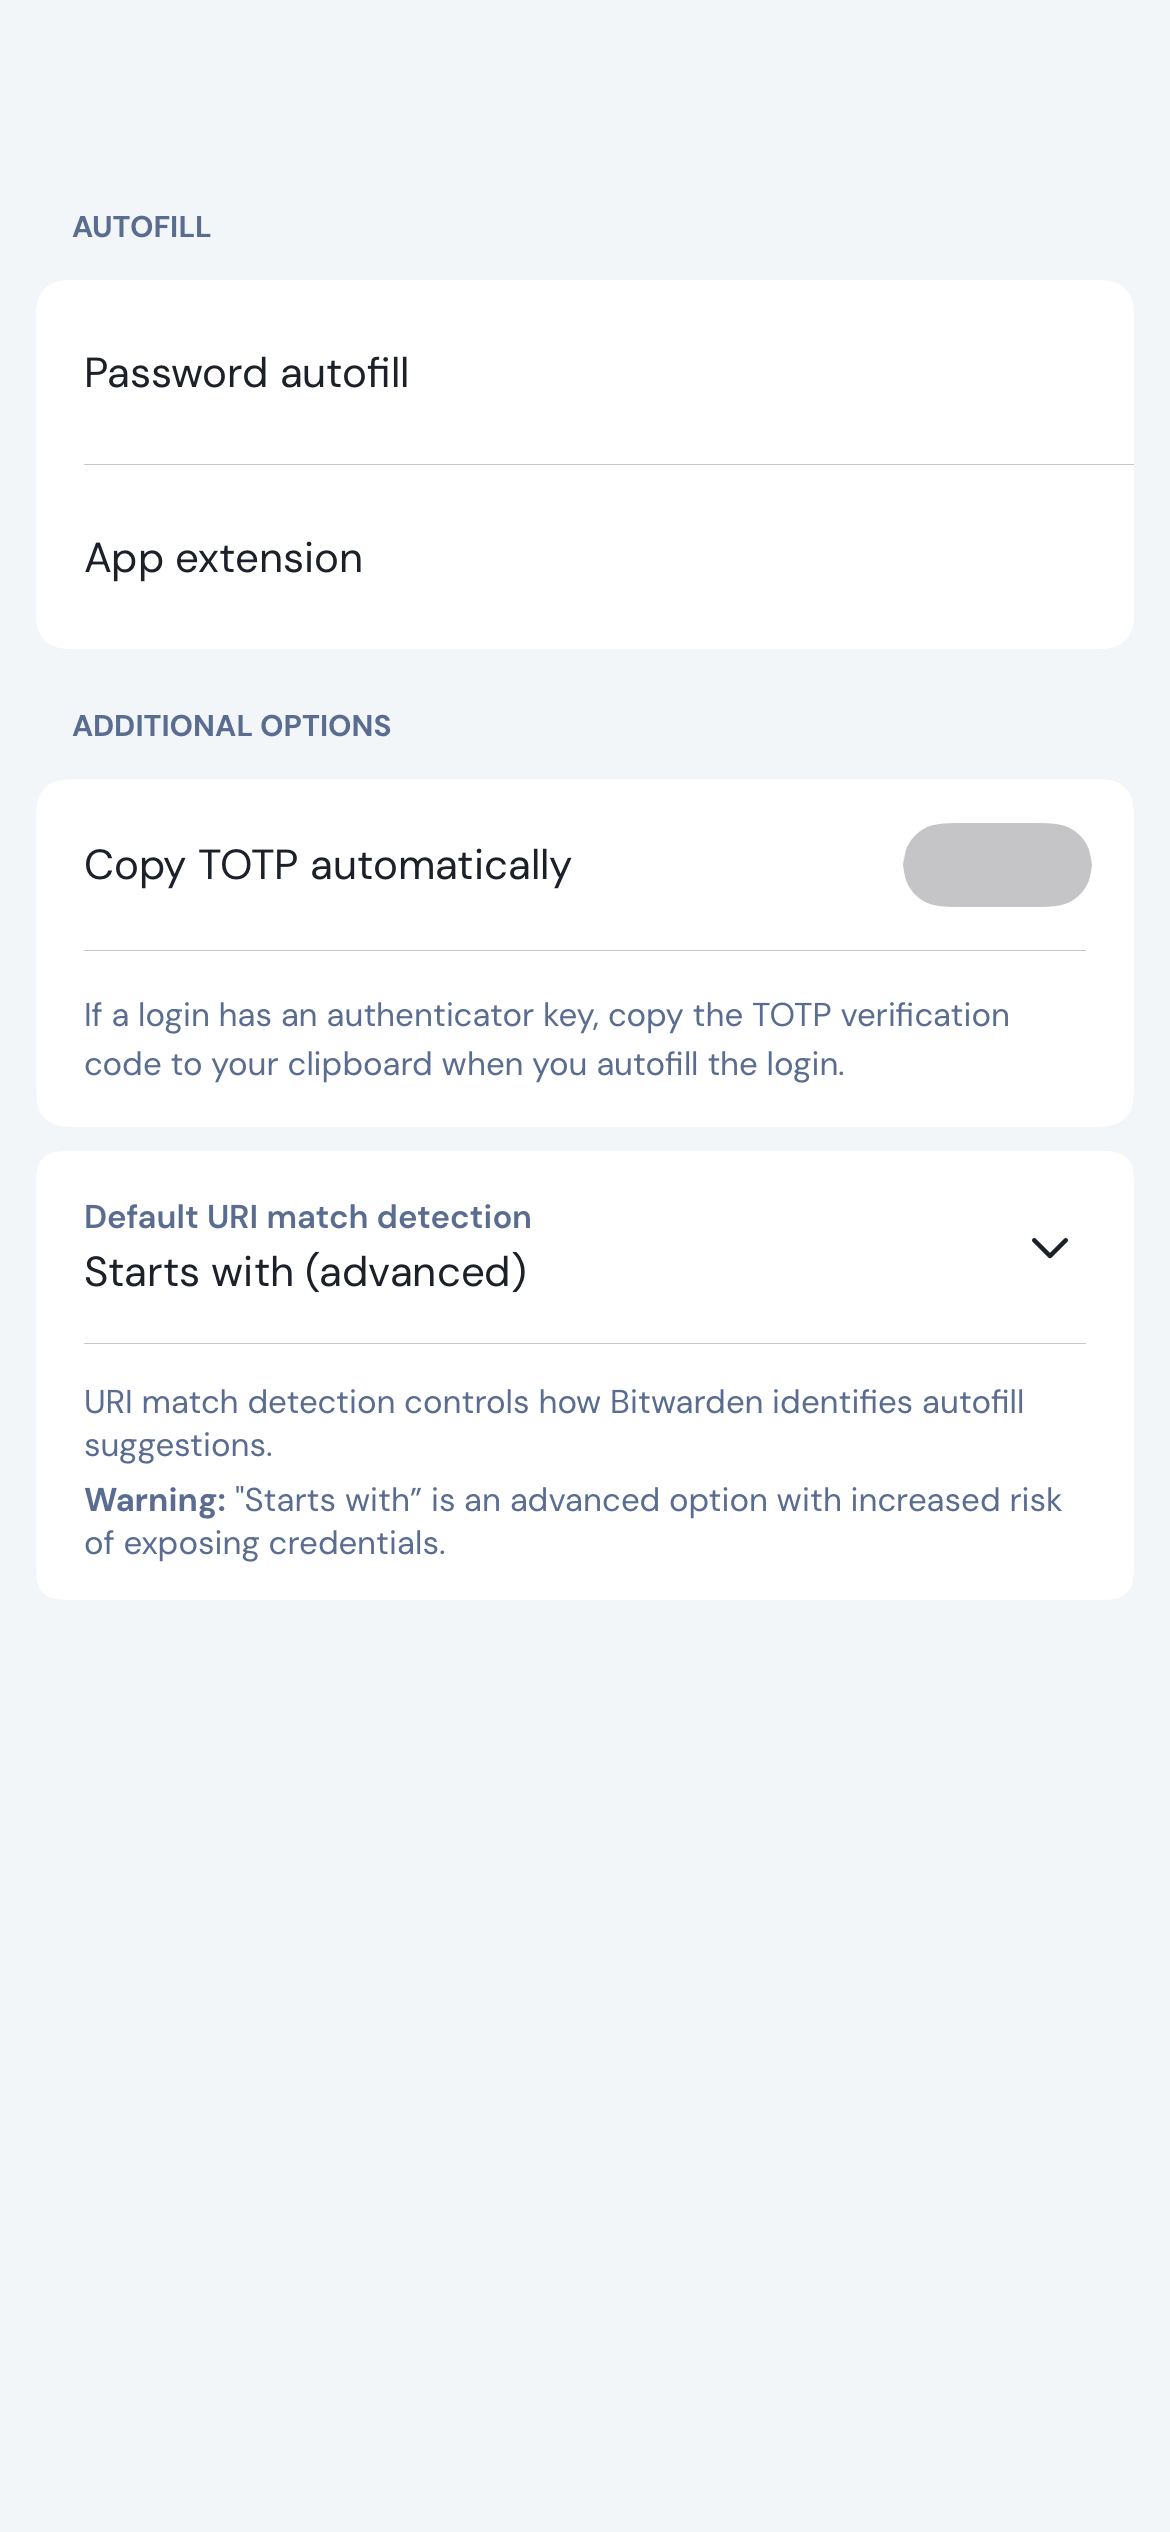 AUTOFILL
Password autofill
App extension
ADDITIONAL OPTIONS
Copy TOTP automatically
If a login has an authenticator key, copy the TOTP verification
code to your clipboard when you autofill the login.
Default URI match detection
Starts with (advanced)
URI match detection controls how Bitwarden identifies autofill
suggestions.
Warning: "Starts with” is an advanced option with increased risk
of exposing credentials.